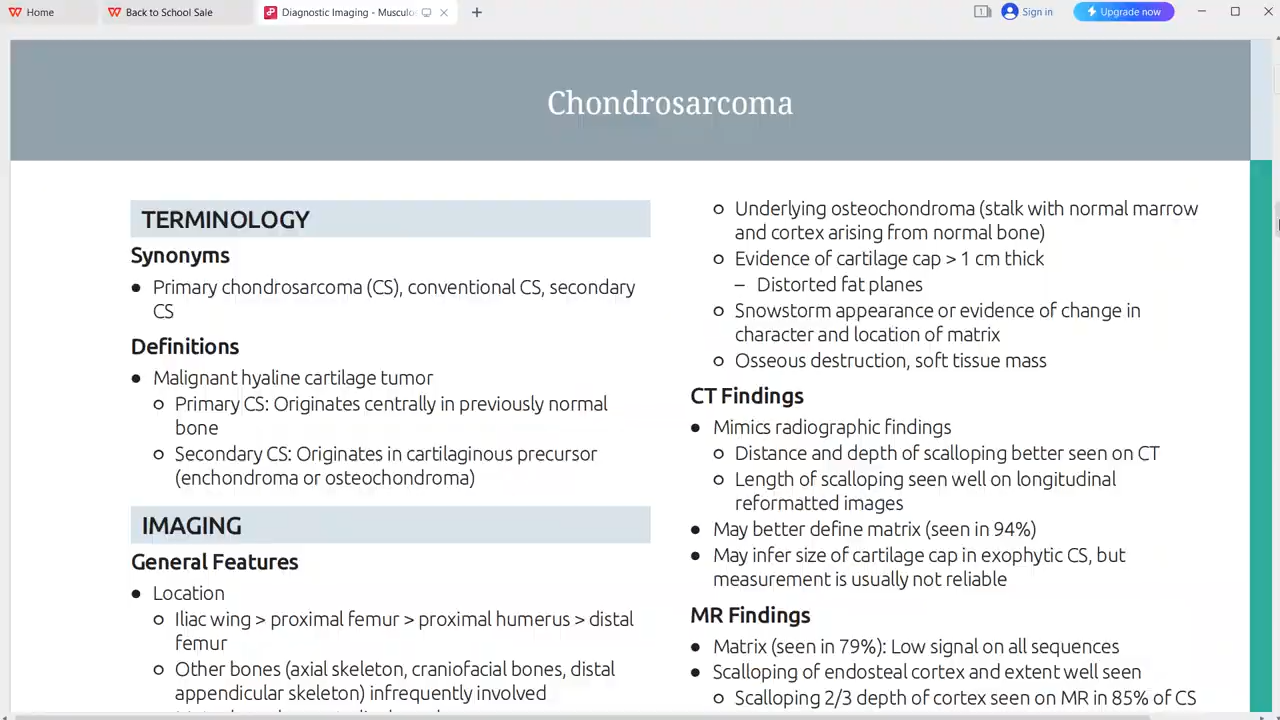 Home
Back to School Sale
Diagnostic Imaging - Musculo
1
Sign in
Upgrade now
Chondrosarcoma
TERMINOLOGY
Synonyms
• Primary chondrosarcoma (CS), conventional CS, secondary
CS
Definitions
• Malignant hyaline cartilage tumor
o Primary CS: Originates centrally in previously normal
bone
o Secondary CS: Originates in cartilaginous precursor
(enchondroma or osteochondroma)
IMAGING
General Features
• Location
o Iliac wing > proximal femur > proximal humerus > distal
femur
o Other bones (axial skeleton, craniofacial bones, distal
appendicular skeleton) infrequently involved
o Underlying osteochondroma (stalk with normal marrow
and cortex arising from normal bone)
o Evidence of cartilage cap > 1 cm thick
– Distorted fat planes
o Snowstorm appearance or evidence of change in
character and location of matrix
o Osseous destruction, soft tissue mass
CT Findings
• Mimics radiographic findings
o Distance and depth of scalloping better seen on CT
o Length of scalloping seen well on longitudinal
reformatted images
• May better define matrix (seen in 94%)
• May infer size of cartilage cap in exophytic CS, but
measurement is usually not reliable
MR Findings
• Matrix (seen in 79%): Low signal on all sequences
• Scalloping of endosteal cortex and extent well seen
o Scalloping 2/3 depth of cortex seen on MR in 85% of CS